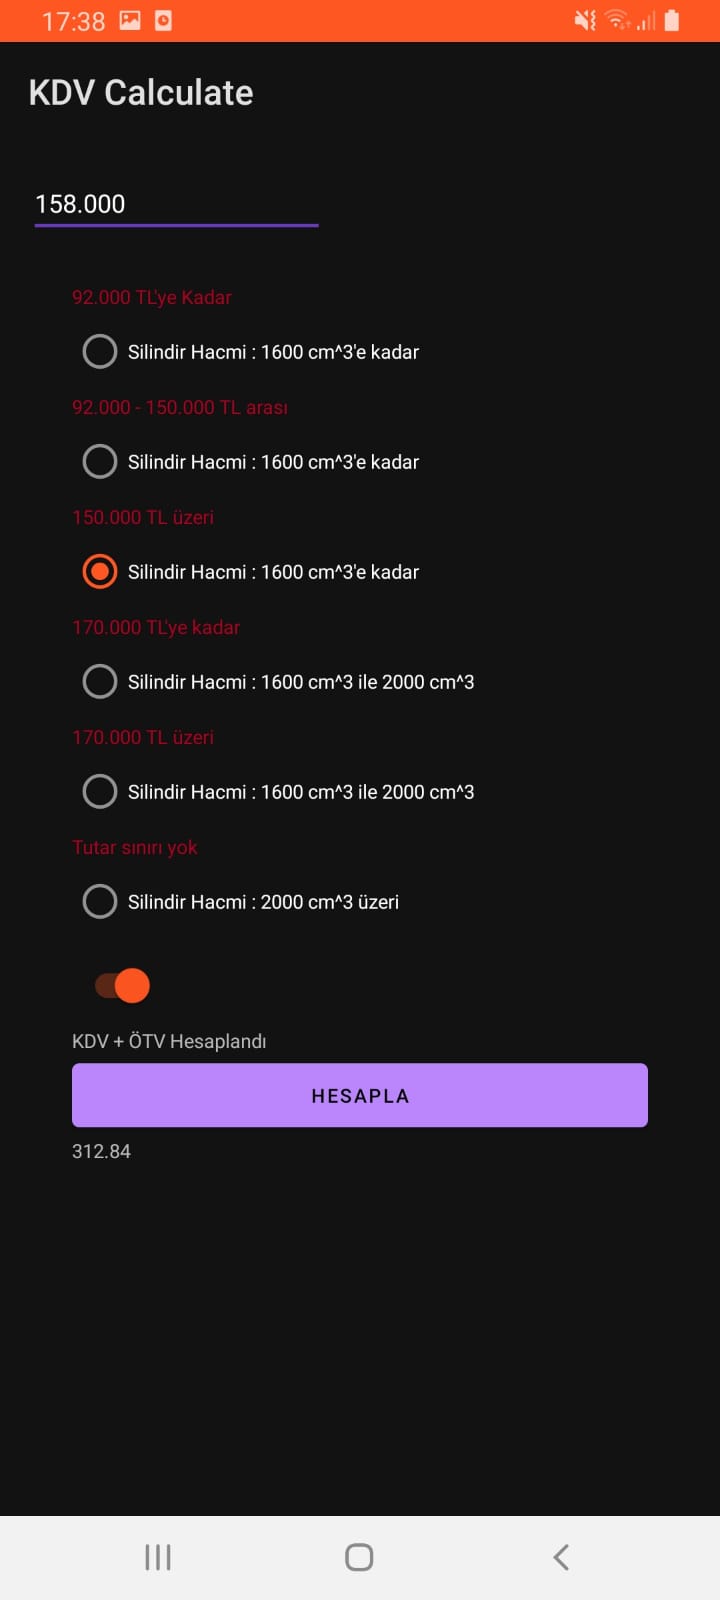 17:38
KDV Calculate
158.000
92.000 TL'ye Kadar
Silindir Hacmi : 1600 cm^3'e kadar
92.000 - 150.000 TL arası
Silindir Hacmi : 1600 cm^3'e kadar
150.000 TL üzeri
Silindir Hacmi : 1600 cm^3'e kadar
170.000 TL'ye kadar
Silindir Hacmi : 1600 cm^3 ile 2000 cm^3
170.000 TL üzeri
Silindir Hacmi : 1600 cm^3 ile 2000 cm^3
Tutar sınırı yok
Silindir Hacmi : 2000 cm^3 üzeri
KDV + ÖTV Hesaplandı
HESAPLA
312.84